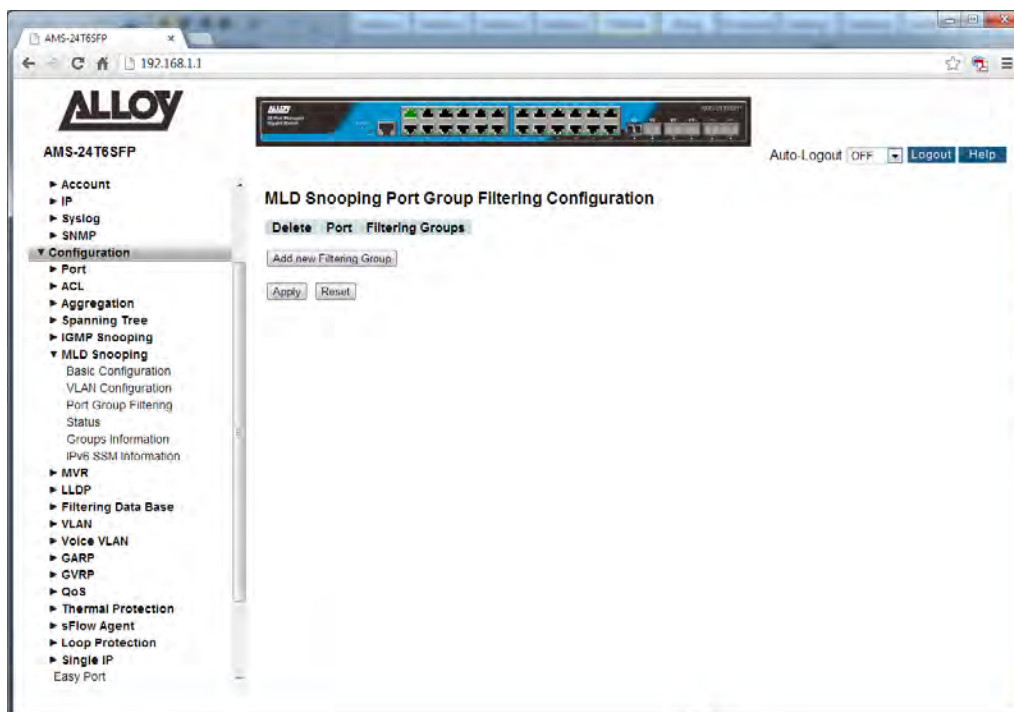 AMS-24T6SFP
192.168.1.1
ALLOY
AMS-24T6SFP
ALLOY
Auto-Logout OFF Logout Help
► Account
► IP
► Syslog
► SNMP
▼ Configuration
► Port
► ACL
► Aggregation
► Spanning Tree
► IGMP Snooping
▼ MLD Snooping
Basic Configuration
VLAN Configuration
Port Group Filtering
Status
Groups Information
IPv6 SSM Information
► MVR
► LLDP
► Filtering Data Base
► VLAN
► Voice VLAN
► GARP
► GVRP
► QoS
► Thermal Protection
► sFlow Agent
► Loop Protection
► Single IP
Easy Port
MLD Snooping Port Group Filtering Configuration
Delete Port Filtering Groups
Add new Filtering Group
Apply Reset